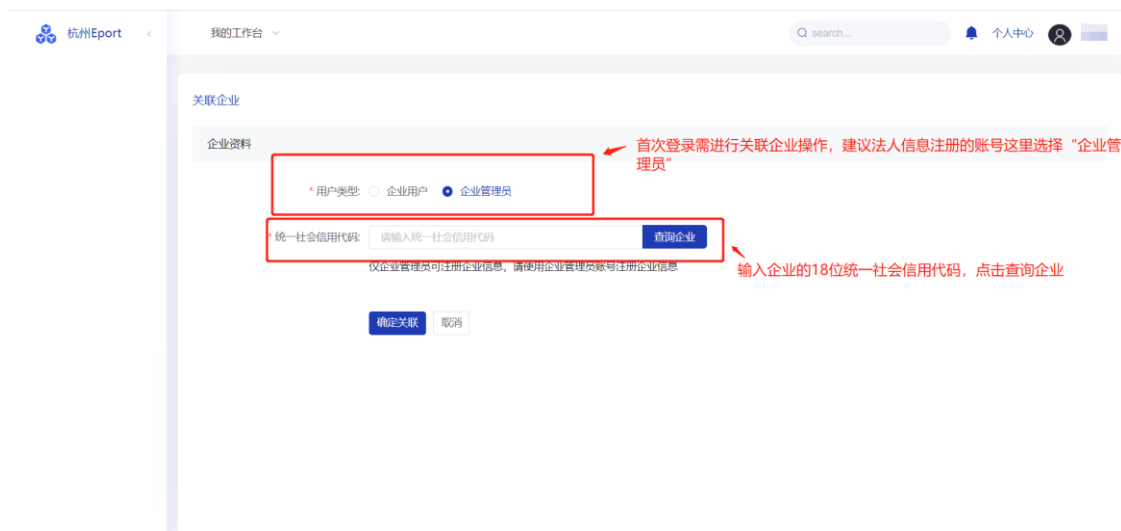 杭州Eport
我的工作台
search...
个人中心
关联企业
企业资料
首次登录需进行关联企业操作，建议法人信息注册的账号这里选择“企业管
理员”
*用户类型: 企业用户 企业管理员
*统一社会信用代码: 请输入统一社会信用代码 查询企业
仅企业管理员可注册企业信息，请使用企业管理员账号注册企业信息
输入企业的18位统一社会信用代码，点击查询企业
确定关联 取消